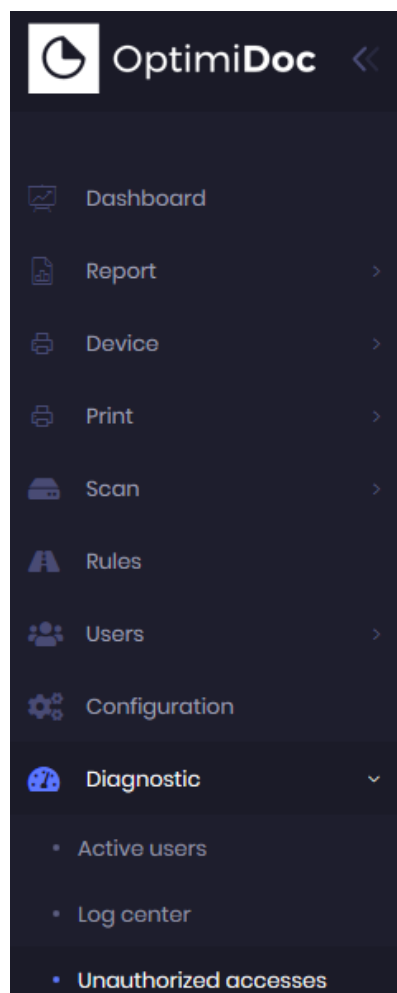 OptimiDoc
Dashboard
Report
Device
Print
Scan
Rules
Users
Configuration
Diagnostic
Active users
Log center
Unauthorized accesses